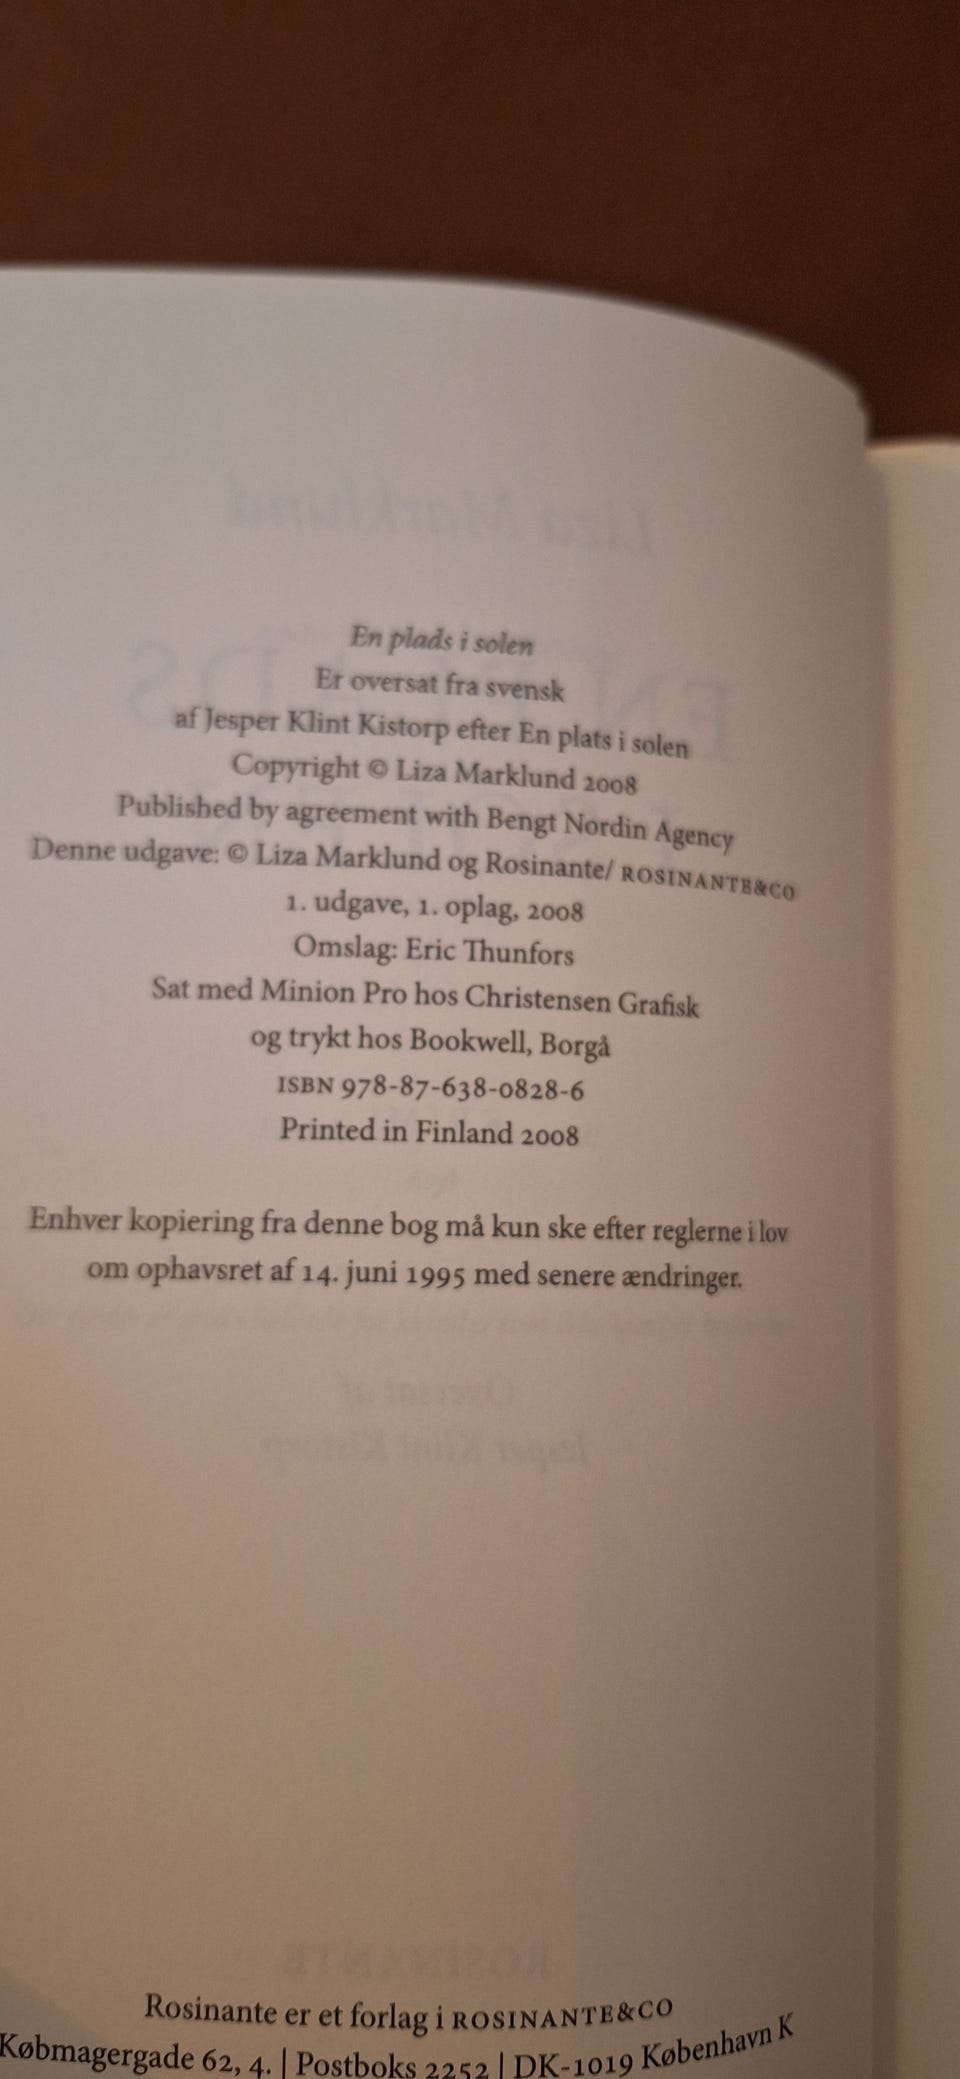 En plads i solen
Er oversat fra svensk
af Jesper Klint Kistorp efter En plats i solen
Copyright © Liza Marklund 2008
Published by agreement with Bengt Nordin Agency
Denne udgave: © Liza Marklund og Rosinante/ ROSINANTE&CO
1. udgave, 1. oplag, 2008
Omslag: Eric Thunfors
Sat med Minion Pro hos Christensen Grafisk
og trykt hos Bookwell, Borgå
ISBN 978-87-638-0828-6
Printed in Finland 2008
Enhver kopiering fra denne bog må kun ske efter reglerne i lov
om ophavsret af 14. juni 1995 med senere ændringer.
Rosinante er et forlag i ROSINANTE&CO
Købmagergade 62, 4. | Postboks 2252 | DK-1019 København K